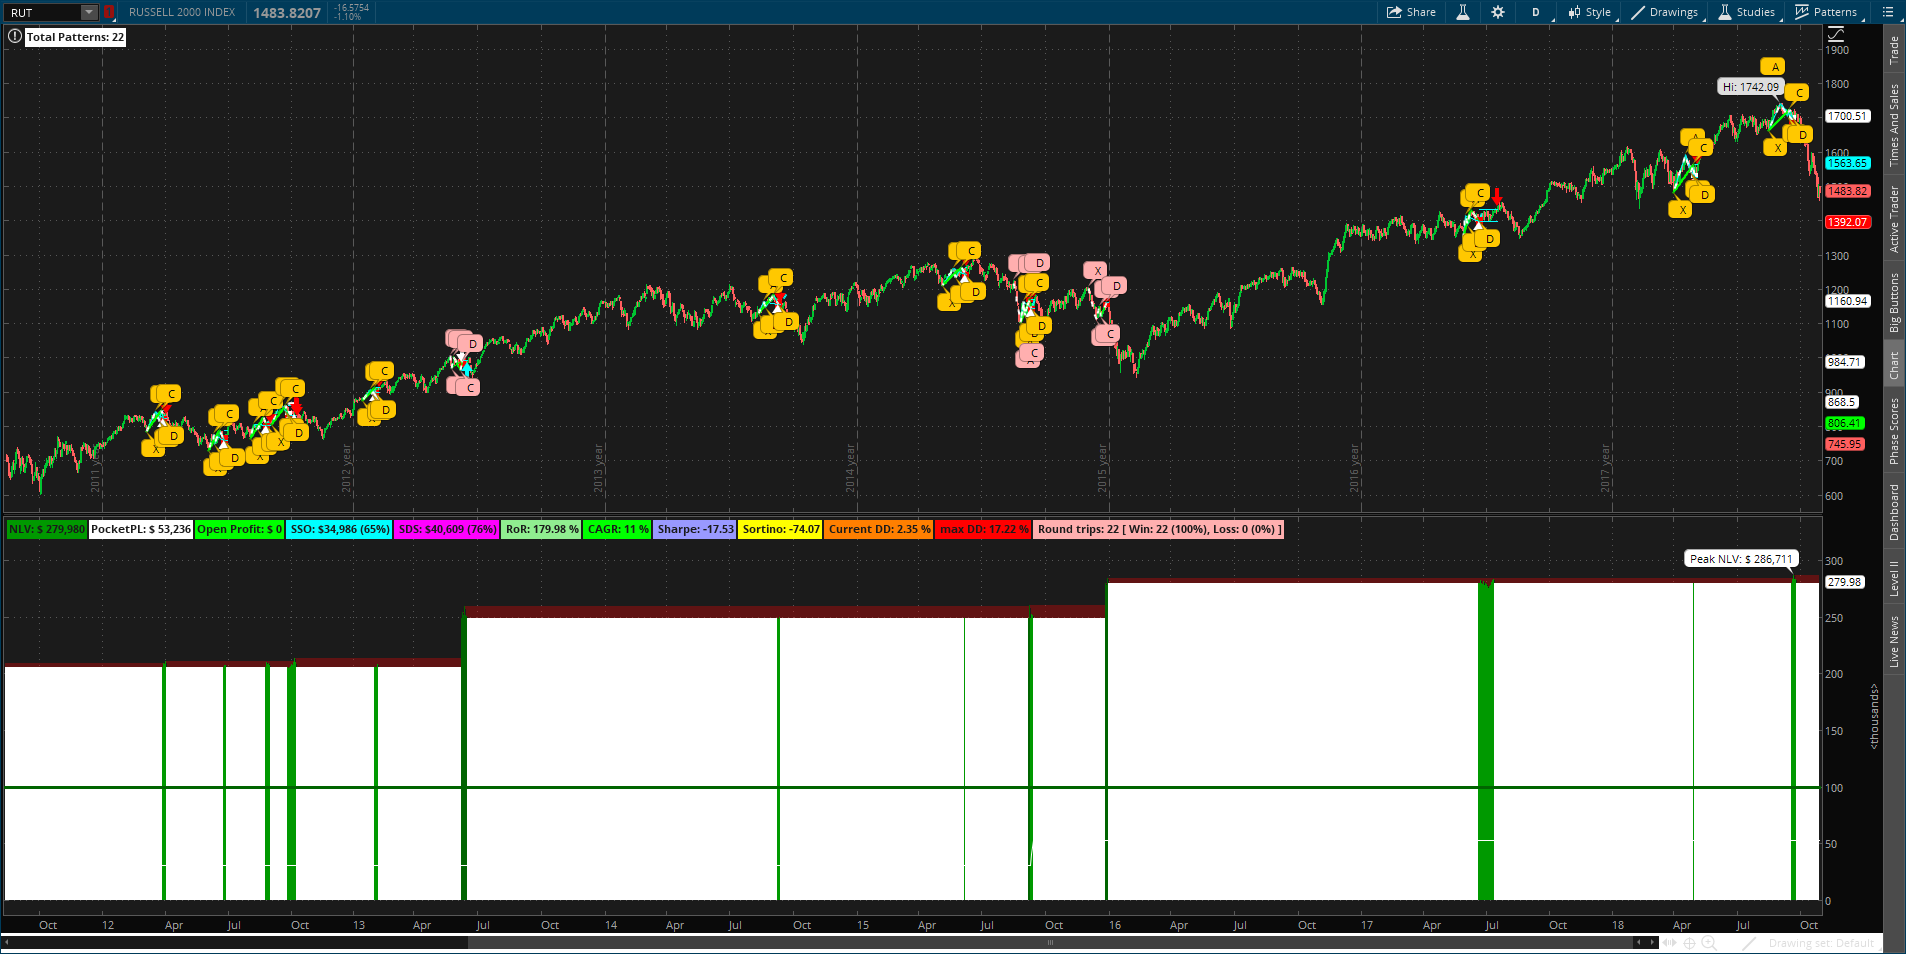 RUT
RUSSELL 2000 INDEX
1483.8207
-16.5754
-1.10%
Share
D
Style
Drawings
Studies
Patterns
Total Patterns: 22
Hi: 1742.09
A
C
D
X
A
C
D
X
C
D
X
X
D
C
D
C
D
C
C
D
X
C
D
X
D
C
C
D
X
C
D
X
C
D
C
X
C
D
X
1900
1800
1700.51
1600
1563.65
1483.82
1392.07
1300
1200
1160.94
1100
984.71
900
868.5
806.41
745.95
700
600
2011 year
2012 year
2013 year
2014 year
2015 year
2016 year
2017 year
NLV: $ 279,980
PocketPL: $ 53,236
Open Profit: $ 0
SSO: $34,986 (65%)
SDS: $40,609 (76%)
RoR: 179.98 %
CAGR: 11 %
Sharpe: -17.53
Sortino: -74.07
Current DD: 2.35 %
max DD: 17.22 %
Round trips: 22 [ Win: 22 (100%), Loss: 0 (0%) ]
Peak NLV: $ 286,711
300
279.98
250
200
150
100
50
0
<thousands>
Oct 12 Apr Jul Oct 13 Apr Jul Oct 14 Apr Jul Oct 15 Apr Jul Oct 16 Apr Jul Oct 17 Apr Jul Oct 18 Apr Jul Oct
Drawing set: Default
Trade
Times And Sales
Active Trader
Big Buttons
Chart
Phase Scores
Dashboard
Level II
Live News